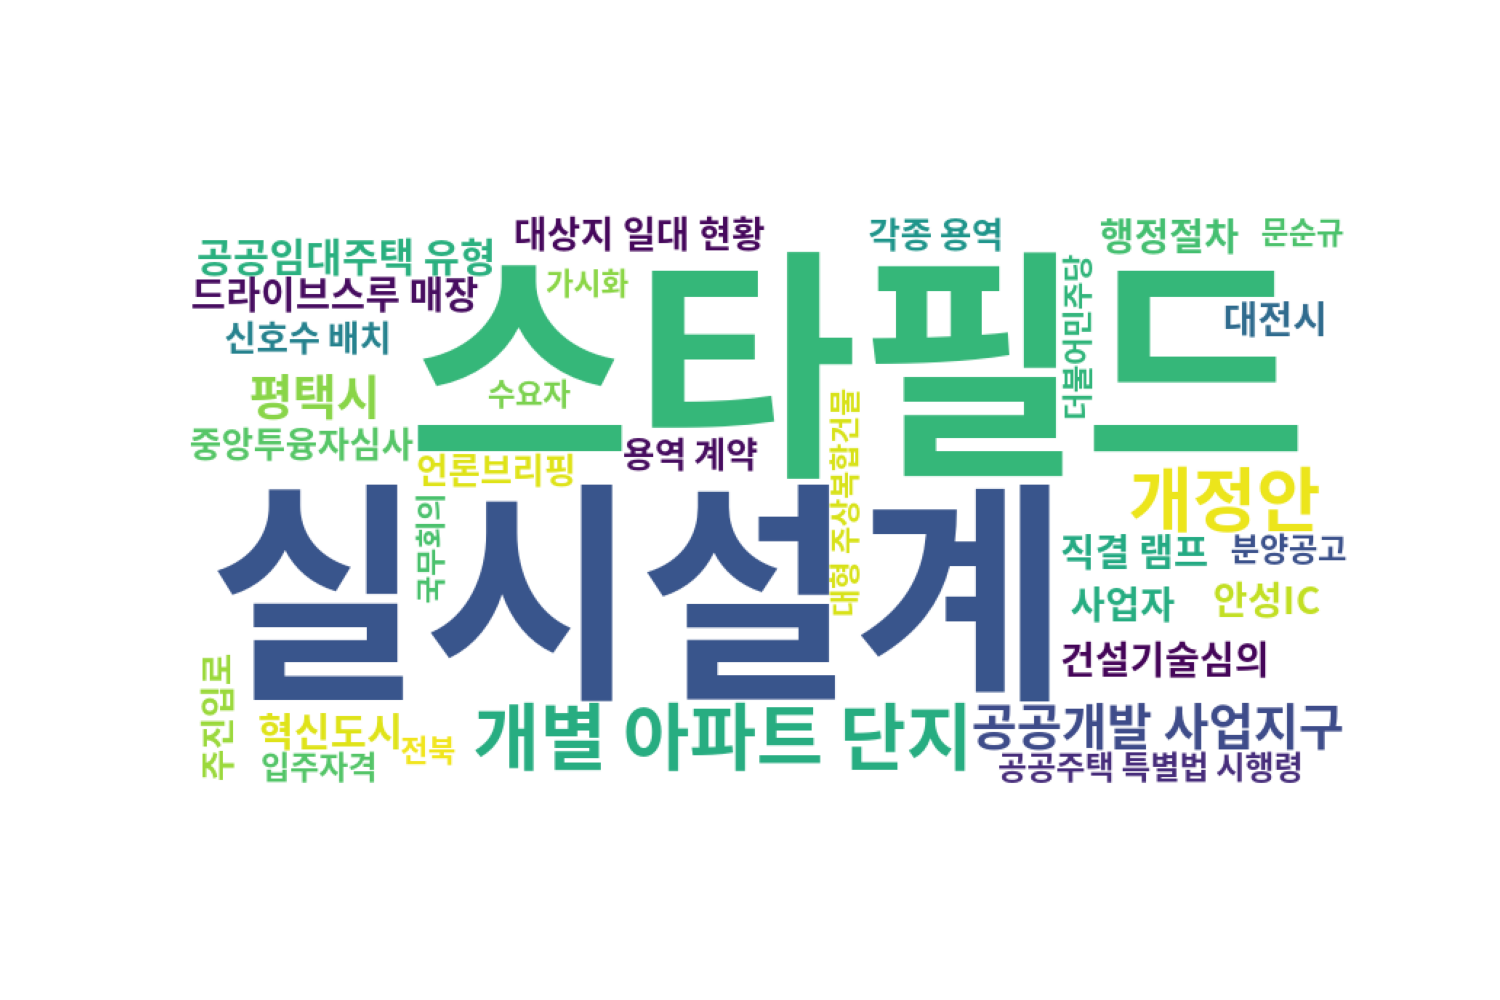 대상지 일대 현황
각종 용역
행정절차
문순규
공공임대주택 유형
드라이브스루 매장
가시화
스타필드
더불어민주당
대전시
신호수 배치
평택시
수요자
중앙투융자심사
언론브리핑
용역 계약
대형 주상복합건물
개정안
국무회의
실시설계
직결 램프
분양공고
사업자
안성IC
건설기술심의
주진입로
혁신도시
전북
입주자격
개별 아파트 단지
공공개발 사업지구
공공주택 특별법 시행령